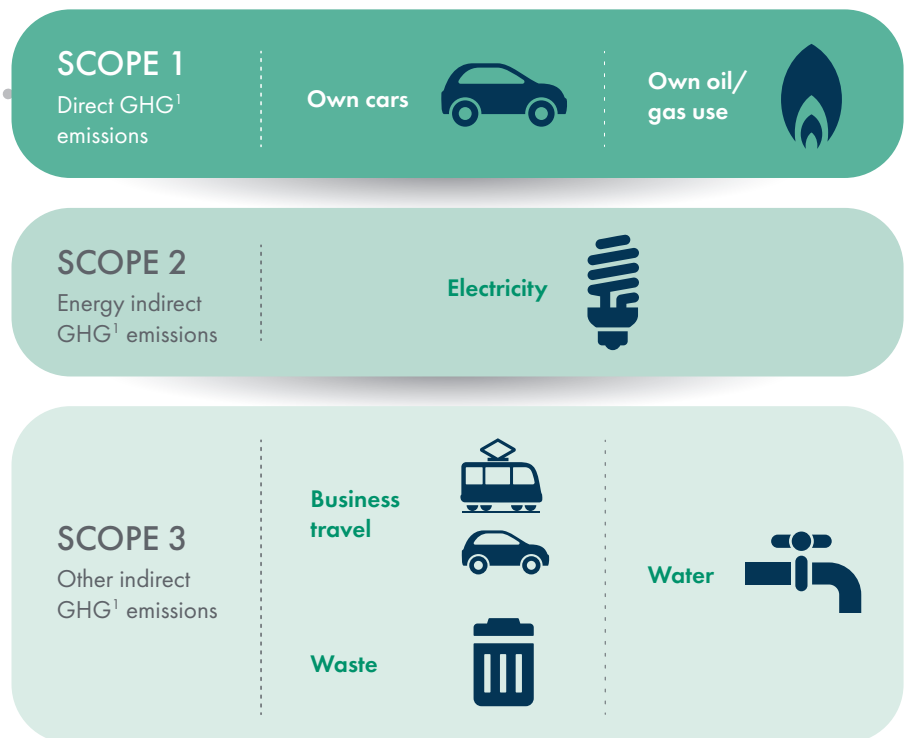 SCOPE 1
Direct GHG¹
emissions
Own cars
Own oil/
gas use
SCOPE 2
Energy indirect
GHG¹ emissions
Electricity
SCOPE 3
Other indirect
GHG¹ emissions
Business
travel
Waste
Water